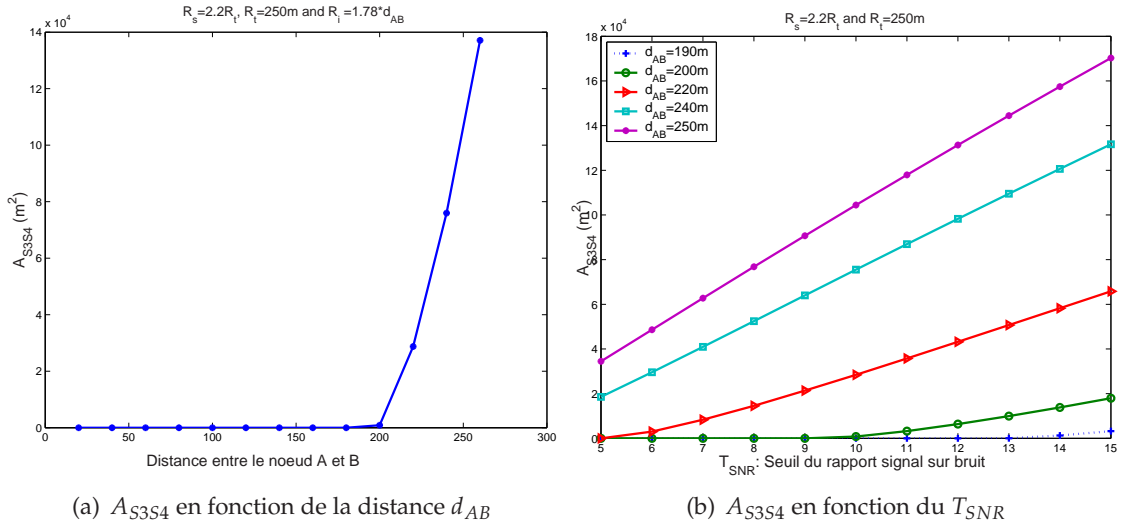 R_s=2.2R_t, R_t=250m and R_i =1.78*d_AB
x 10^4
14
12
10
8
6
4
2
0
A_S3S4 (m^2)
0 50 100 150 200 250 300
Distance entre le noeud A et B
(a) A_S3S4 en fonction de la distance d_AB
R_s=2.2R_t and R_t=250m
x 10^4
18
16
14
12
10
8
6
4
2
0
A_S3S4 (m^2)
d_AB=190m
d_AB=200m
d_AB=220m
d_AB=240m
d_AB=250m
5 6 7 8 9 10 11 12 13 14 15
T_SNR: Seuil du rapport signal sur bruit
(b) A_S3S4 en fonction du T_SNR